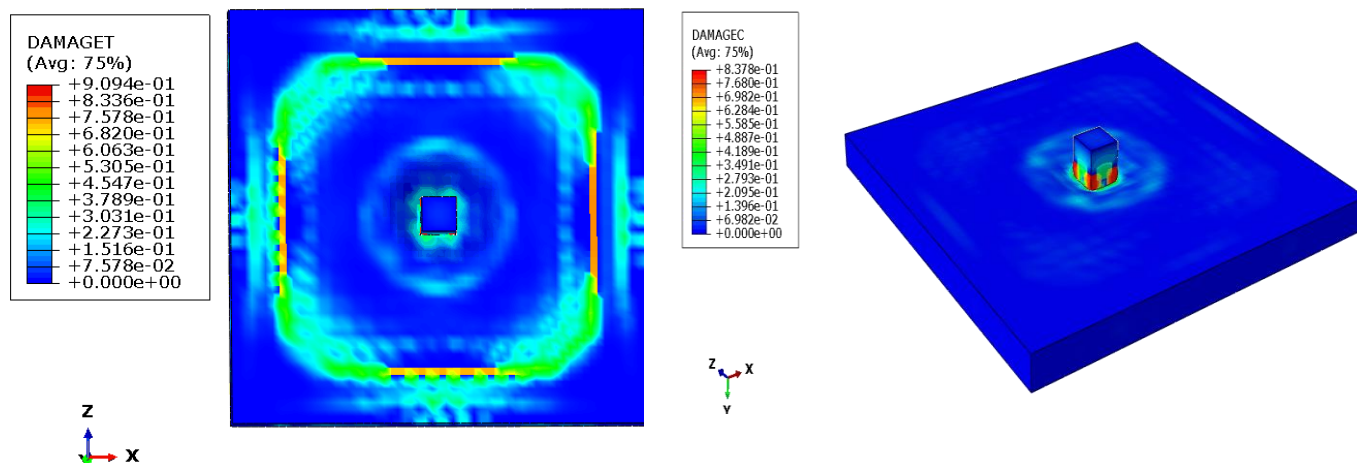 DAMAGET
(Avg: 75%)
+9.094e-01
+8.336e-01
+7.578e-01
+6.820e-01
+6.063e-01
+5.305e-01
+4.547e-01
+3.789e-01
+3.031e-01
+2.273e-01
+1.516e-01
+7.578e-02
+0.000e+00
Z
X
DAMAGEC
(Avg: 75%)
+8.378e-01
+7.680e-01
+6.982e-01
+6.284e-01
+5.585e-01
+4.887e-01
+4.189e-01
+3.491e-01
+2.793e-01
+2.095e-01
+1.396e-01
+6.982e-02
+0.000e+00
Z X
Y